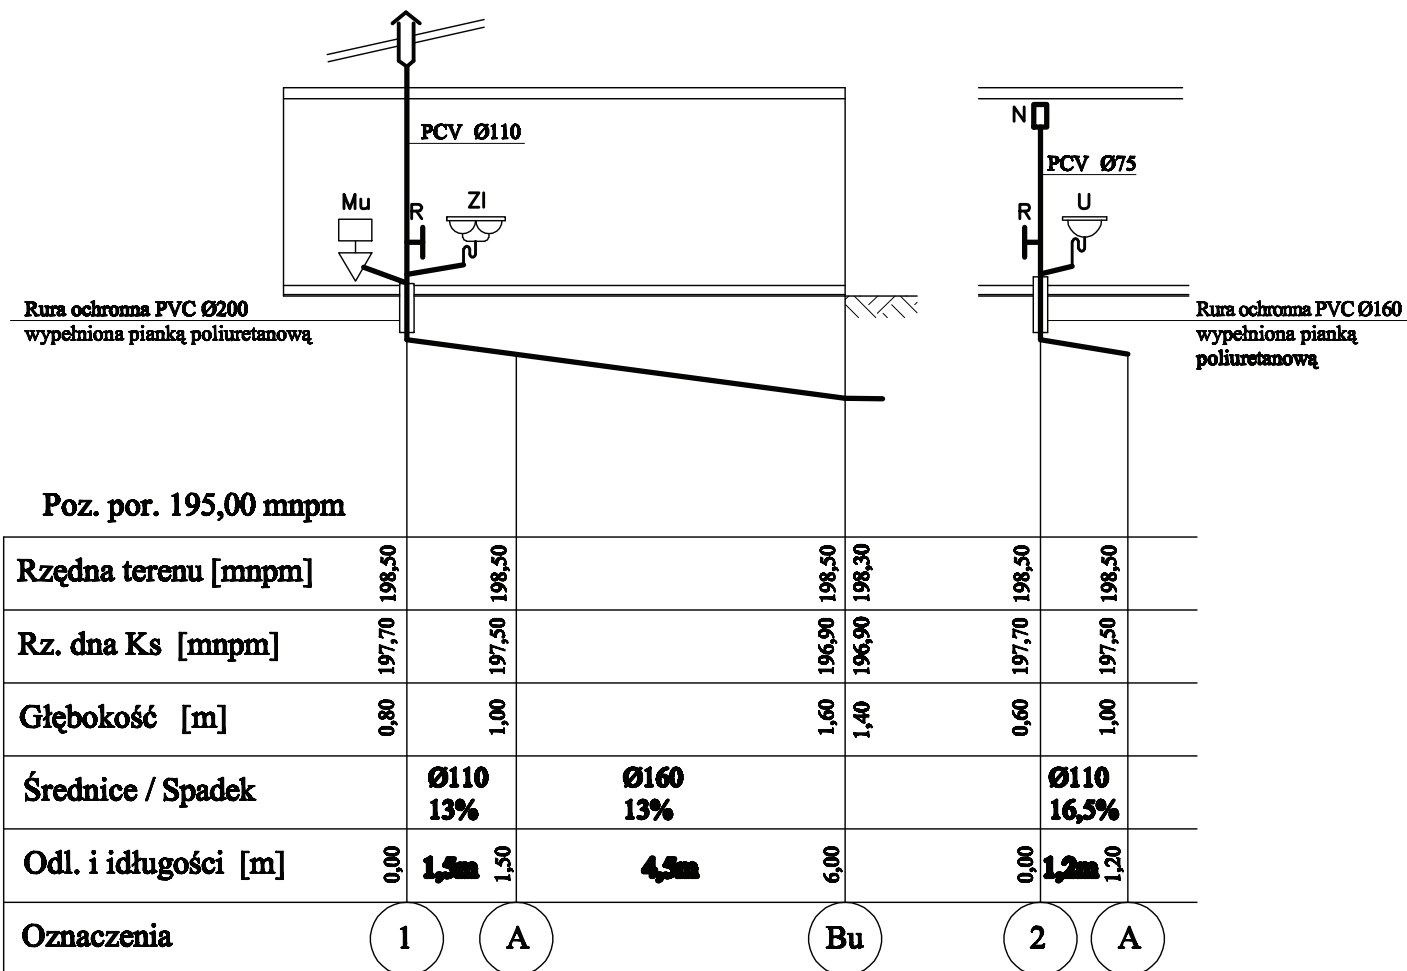 PCV Ø110
N
PCV Ø75
Mu
R
ZI
R
U
Rura ochronna PVC Ø200
wypełniona pianką poliuretanową
Rura ochronna PVC Ø160
wypełniona pianką
poliuretanową
Poz. por. 195,00 mnpm
Rzędna terenu [mnpm] 198,50 198,50 198,50 198,30 198,50 198,50
Rz. dna Ks [mnpm] 197,70 197,50 196,90 196,90 197,70 197,50
Głębokość [m] 0,80 1,00 1,60 1,40 0,60 1,00
Średnice / Spadek
Ø110 Ø160 Ø110
13% 13% 16,5%
Odl. i idługości [m] 0,00 1,5m 1,50 4,5m 6,00 0,00 1,2m 1,20
Oznaczenia 1 A Bu 2 A